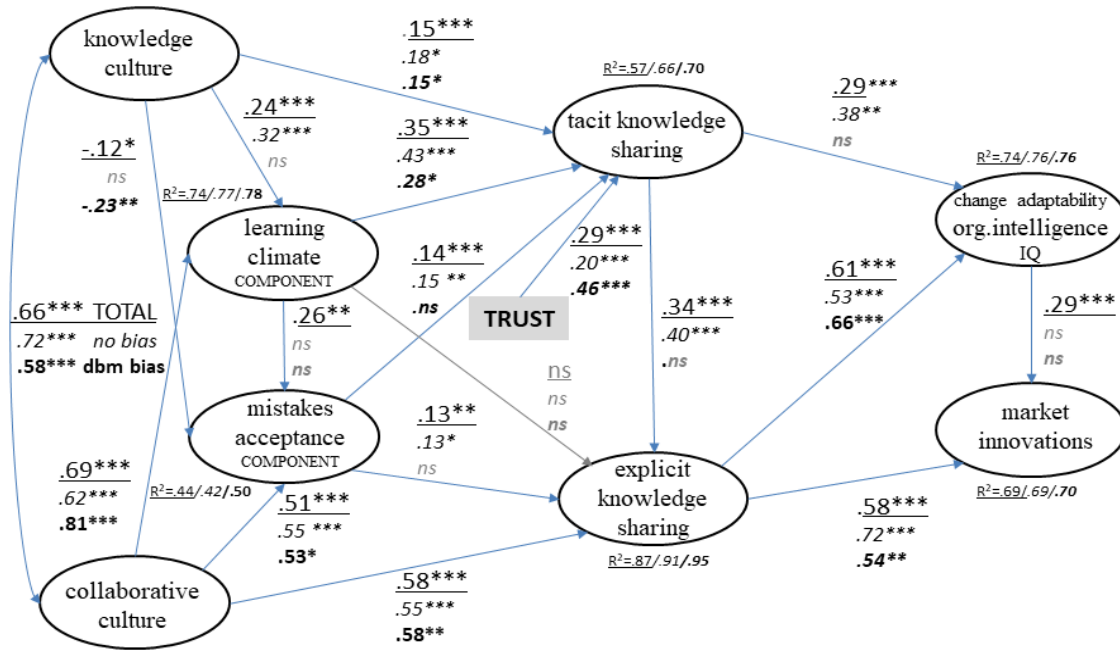 knowledge
culture
.15***
.18*
.15*
R²=.57/.66/.70
tacit knowledge
sharing
.29***
.38**
ns
.24***
.32***
ns
.35***
.43***
.28*
-.12*
ns
-.23**
R²=.74/.77/.78
R²=.74/.76/.76
change adaptability
org.intelligence
IQ
learning
climate
COMPONENT
.14***
.15 **
.ns
.29***
.20***
.46***
TRUST
.61***
.53***
.66***
.34***
.40***
.ns
.29***
ns
ns
.66*** TOTAL
.72*** no bias
.58*** dbm bias
.26**
ns
ns
ns
ns
ns
mistakes
acceptance
COMPONENT
.13**
.13*
ns
market
innovations
R²=.69/.69/.70
explicit
knowledge
sharing
R²=.87/.91/.95
.69***
.62***
.81***
R²=.44/.42/.50
.51***
.55 ***
.53*
.58***
.72***
.54**
collaborative
culture
.58***
.55***
.58**